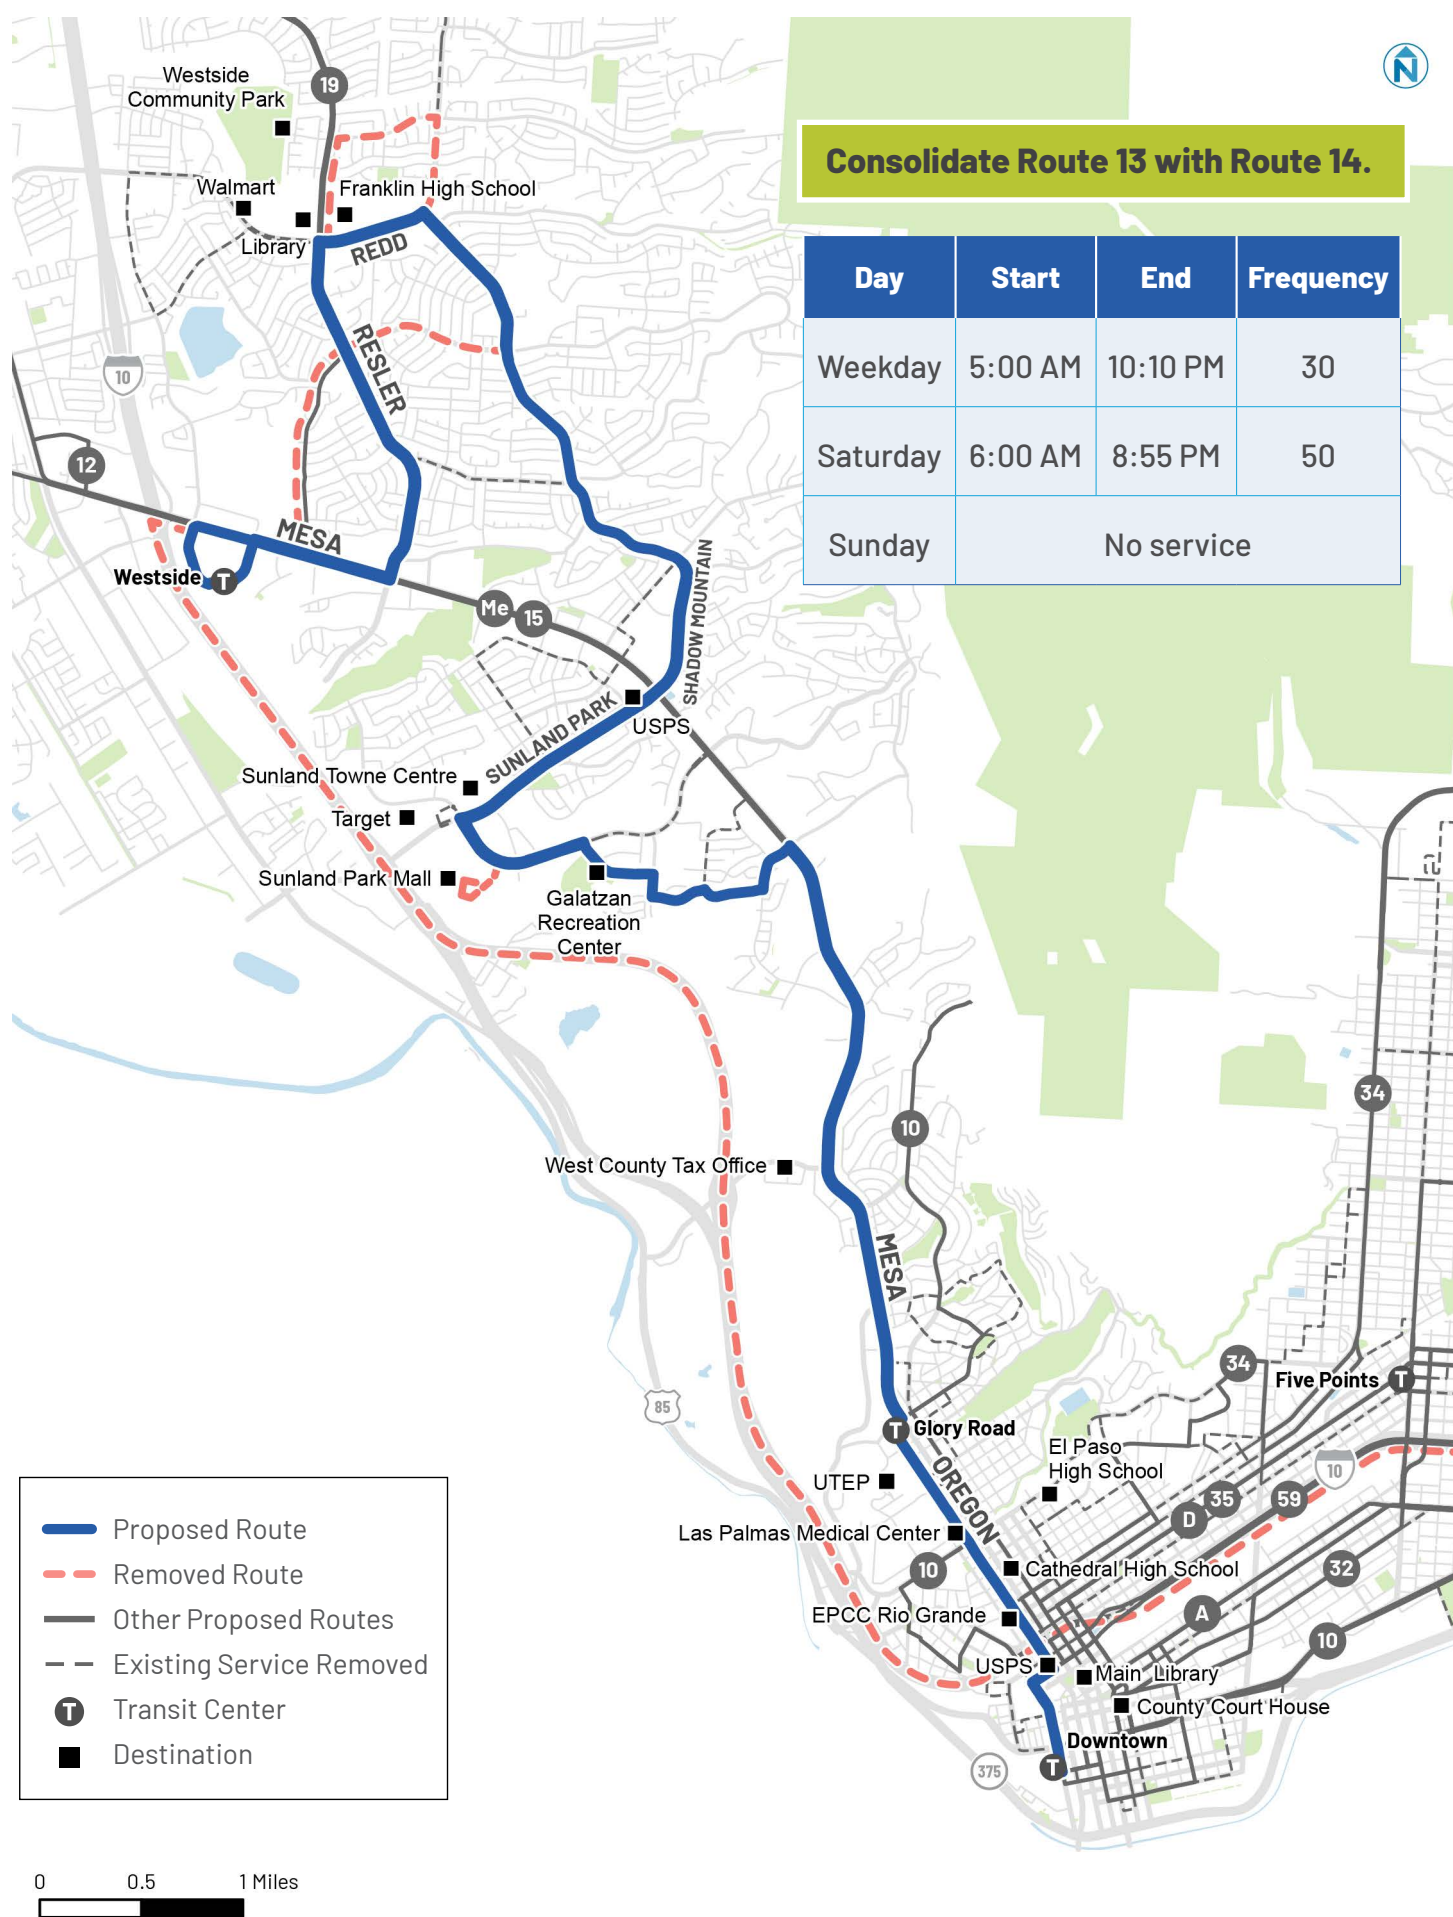 N
Westside
Community Park
19
Consolidate Route 13 with Route 14.
Walmart
Franklin High School
Library
REDD
Day Start End Frequency
Weekday 5:00 AM 10:10 PM 30
Saturday 6:00 AM 8:55 PM 50
Sunday No service
RESLER
10
12
MESA
Westside T
Me 15
SHADOW MOUNTAIN
SUNLAND PARK
USPS
Sunland Towne Centre
Target
Sunland Park Mall
Galatzan
Recreation
Center
34
10
West County Tax Office
MESA
34
Five Points T
85
T Glory Road
El Paso
High School
10
OREGON
UTEP
35
59
D
Las Palmas Medical Center
10
Cathedral High School
32
A
EPCC Rio Grande
10
USPS
Main Library
County Court House
Downtown
T
375
Proposed Route
Removed Route
Other Proposed Routes
Existing Service Removed
T Transit Center
Destination
0 0.5 1 Miles